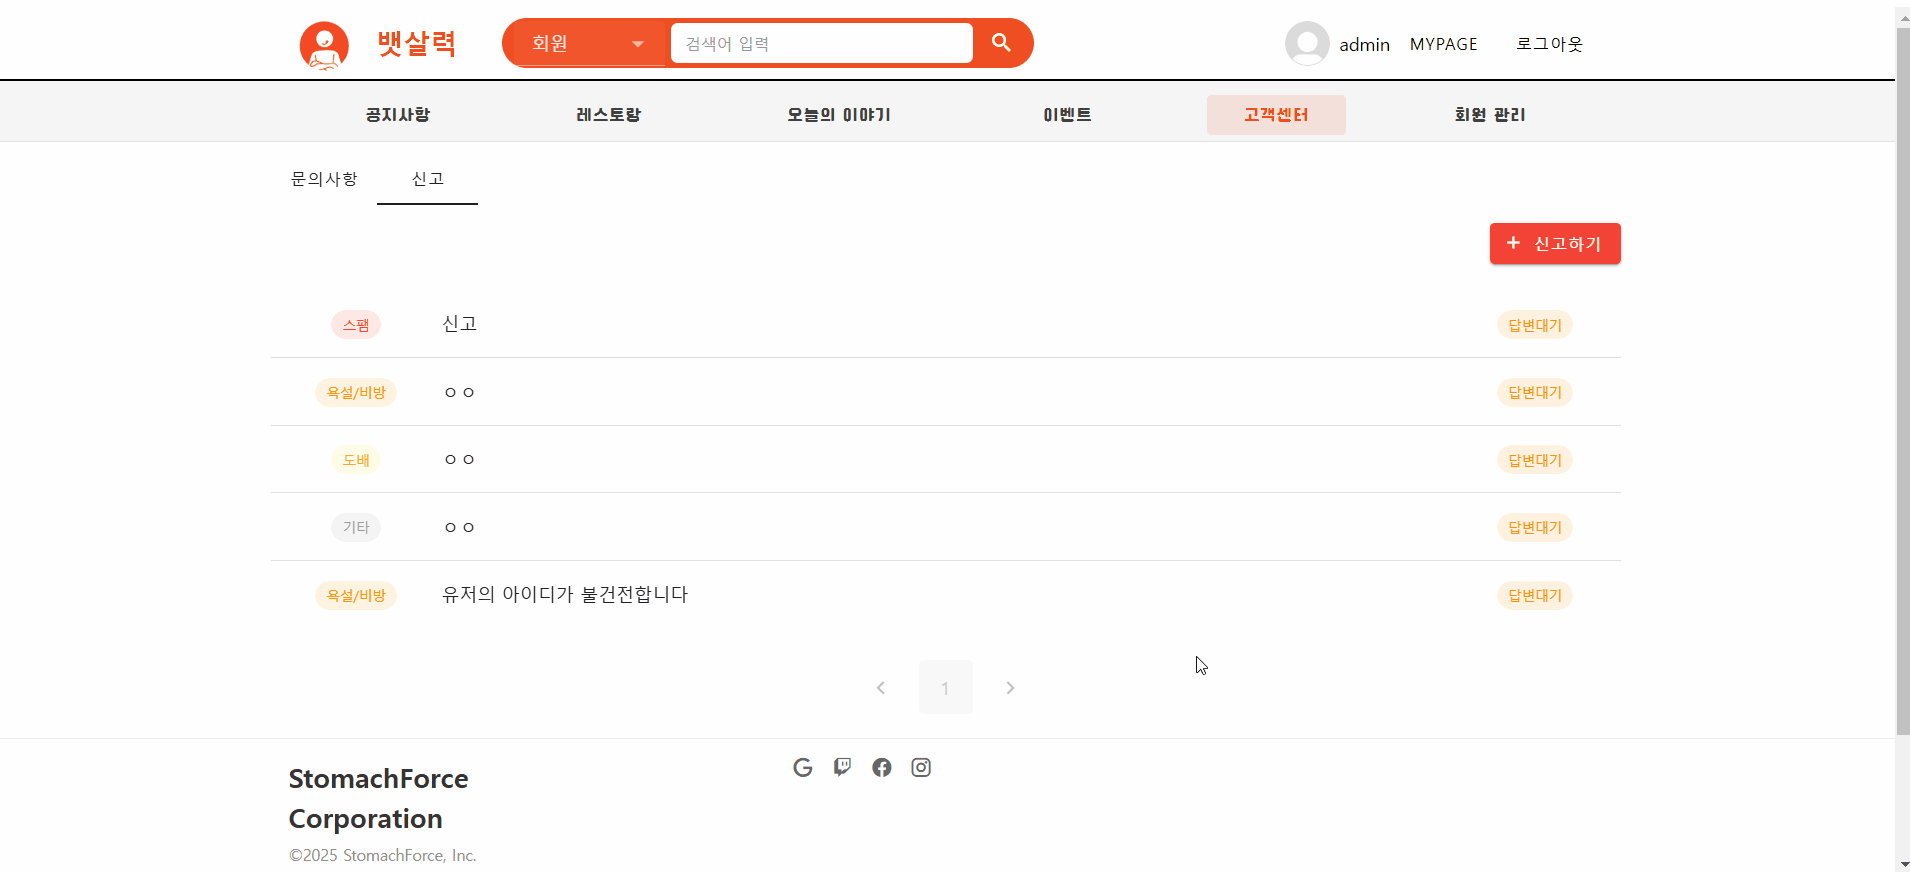 뱃살력 회원 검색어 입력 admin MYPAGE 로그아웃
공지사항 레스토랑 오늘의 이야기 이벤트 고객센터 회원 관리
문의사항 신고
+ 신고하기
스팸 신고 답변대기
욕설/비방 ㅇㅇ 답변대기
도배 ㅇㅇ 답변대기
기타 ㅇㅇ 답변대기
욕설/비방 유저의 아이디가 불건전합니다 답변대기
1
StomachForce
Corporation
©2025 StomachForce, Inc.